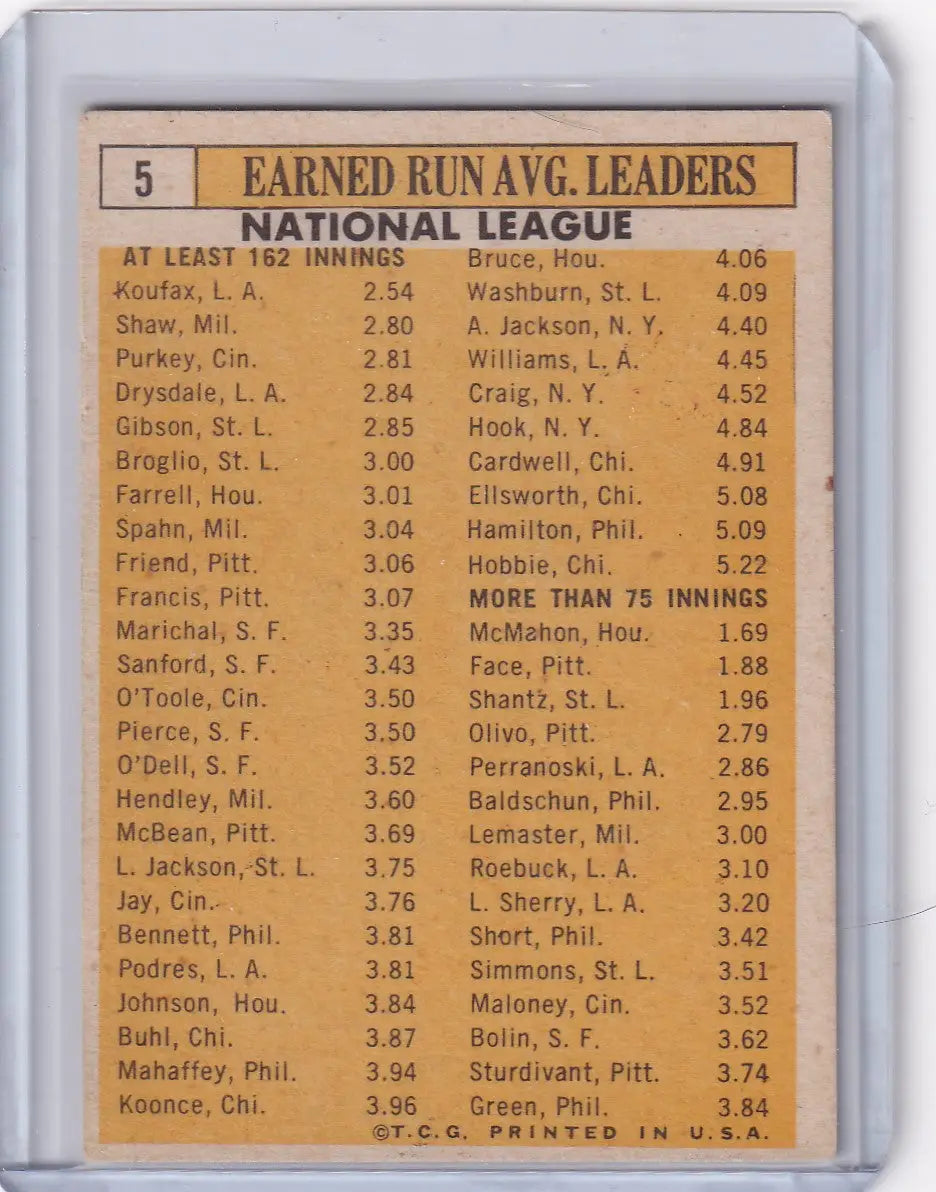 5 EARNED RUN AVG. LEADERS
NATIONAL LEAGUE
AT LEAST 162 INNINGS
Koufax, L. A. 2.54
Shaw, Mil. 2.80
Purkey, Cin. 2.81
Drysdale, L. A. 2.84
Gibson, St. L. 2.85
Broglio, St. L. 3.00
Farrell, Hou. 3.01
Spahn, Mil. 3.04
Friend, Pitt. 3.06
Francis, Pitt. 3.07
Marichal, S. F. 3.35
Sanford, S. F. 3.43
O'Toole, Cin. 3.50
Pierce, S. F. 3.50
O'Dell, S. F. 3.52
Hendley, Mil. 3.60
McBean, Pitt. 3.69
L. Jackson, St. L. 3.75
Jay, Cin. 3.76
Bennett, Phil. 3.81
Podres, L. A. 3.81
Johnson, Hou. 3.84
Buhl, Chi. 3.87
Mahaffey, Phil. 3.94
Koonce, Chi. 3.96
Bruce, Hou. 4.06
Washburn, St. L. 4.09
A. Jackson, N. Y. 4.40
Williams, L. A. 4.45
Craig, N. Y. 4.52
Hook, N. Y. 4.84
Cardwell, Chi. 4.91
Ellsworth, Chi. 5.08
Hamilton, Phil. 5.09
Hobbie, Chi. 5.22
MORE THAN 75 INNINGS
McMahon, Hou. 1.69
Face, Pitt. 1.88
Shantz, St. L. 1.96
Olivo, Pitt. 2.79
Perranoski, L. A. 2.86
Baldschun, Phil. 2.95
Lemaster, Mil. 3.00
Roebuck, L. A. 3.10
L. Sherry, L. A. 3.20
Short, Phil. 3.42
Simmons, St. L. 3.51
Maloney, Cin. 3.52
Bolin, S. F. 3.62
Sturdivant, Pitt. 3.74
Green, Phil. 3.84
©T.C.G. PRINTED IN U.S.A.